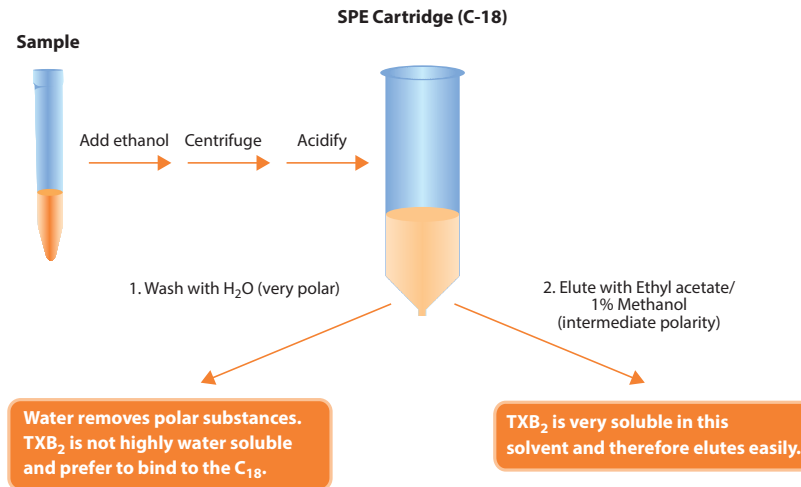 SPE Cartridge (C-18)
Sample
Add ethanol
Centrifuge
Acidify
1. Wash with H₂O (very polar)
2. Elute with Ethyl acetate/
1% Methanol
(intermediate polarity)
Water removes polar substances.
TXB₂ is not highly water soluble
and prefer to bind to the C₁₈.
TXB₂ is very soluble in this
solvent and therefore elutes easily.